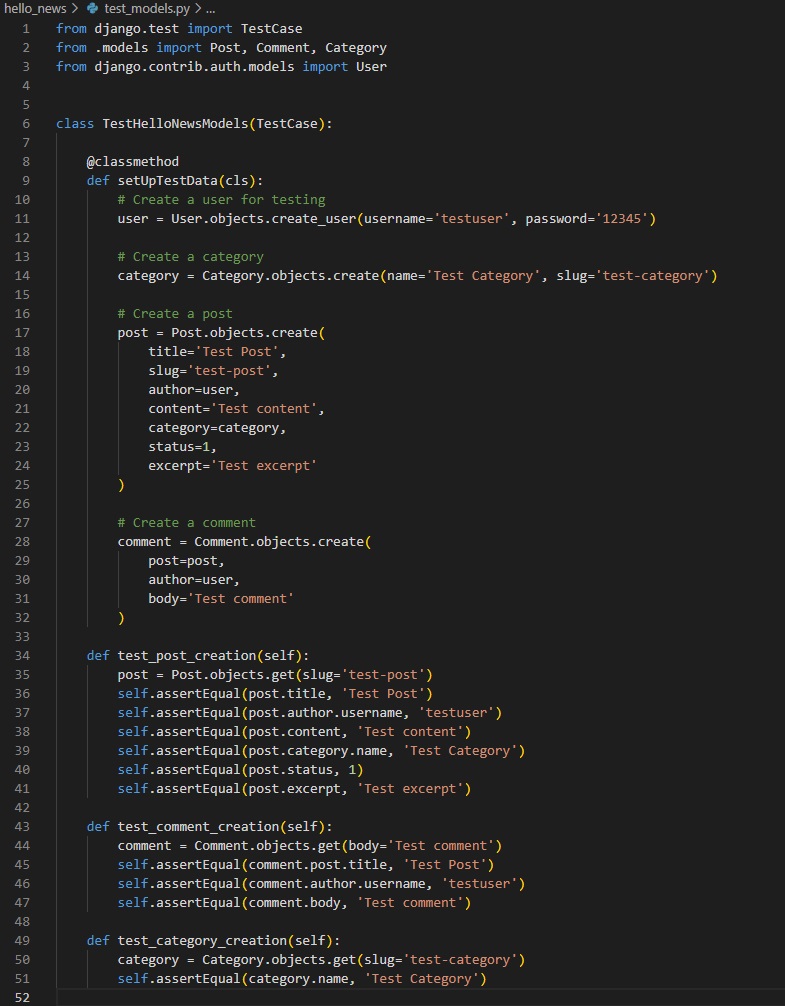 hello_news > test_models.py > ...
1 from django.test import TestCase
2 from .models import Post, Comment, Category
3 from django.contrib.auth.models import User
4
5
6 class TestHelloNewsModels(TestCase):
7
8     @classmethod
9     def setUpTestData(cls):
10         # Create a user for testing
11         user = User.objects.create_user(username='testuser', password='12345')
12
13         # Create a category
14         category = Category.objects.create(name='Test Category', slug='test-category')
15
16         # Create a post
17         post = Post.objects.create(
18             title='Test Post',
19             slug='test-post',
20             author=user,
21             content='Test content',
22             category=category,
23             status=1,
24             excerpt='Test excerpt'
25         )
26
27         # Create a comment
28         comment = Comment.objects.create(
29             post=post,
30             author=user,
31             body='Test comment'
32         )
33
34     def test_post_creation(self):
35         post = Post.objects.get(slug='test-post')
36         self.assertEqual(post.title, 'Test Post')
37         self.assertEqual(post.author.username, 'testuser')
38         self.assertEqual(post.content, 'Test content')
39         self.assertEqual(post.category.name, 'Test Category')
40         self.assertEqual(post.status, 1)
41         self.assertEqual(post.excerpt, 'Test excerpt')
42
43     def test_comment_creation(self):
44         comment = Comment.objects.get(body='Test comment')
45         self.assertEqual(comment.post.title, 'Test Post')
46         self.assertEqual(comment.author.username, 'testuser')
47         self.assertEqual(comment.body, 'Test comment')
48
49     def test_category_creation(self):
50         category = Category.objects.get(slug='test-category')
51         self.assertEqual(category.name, 'Test Category')
52